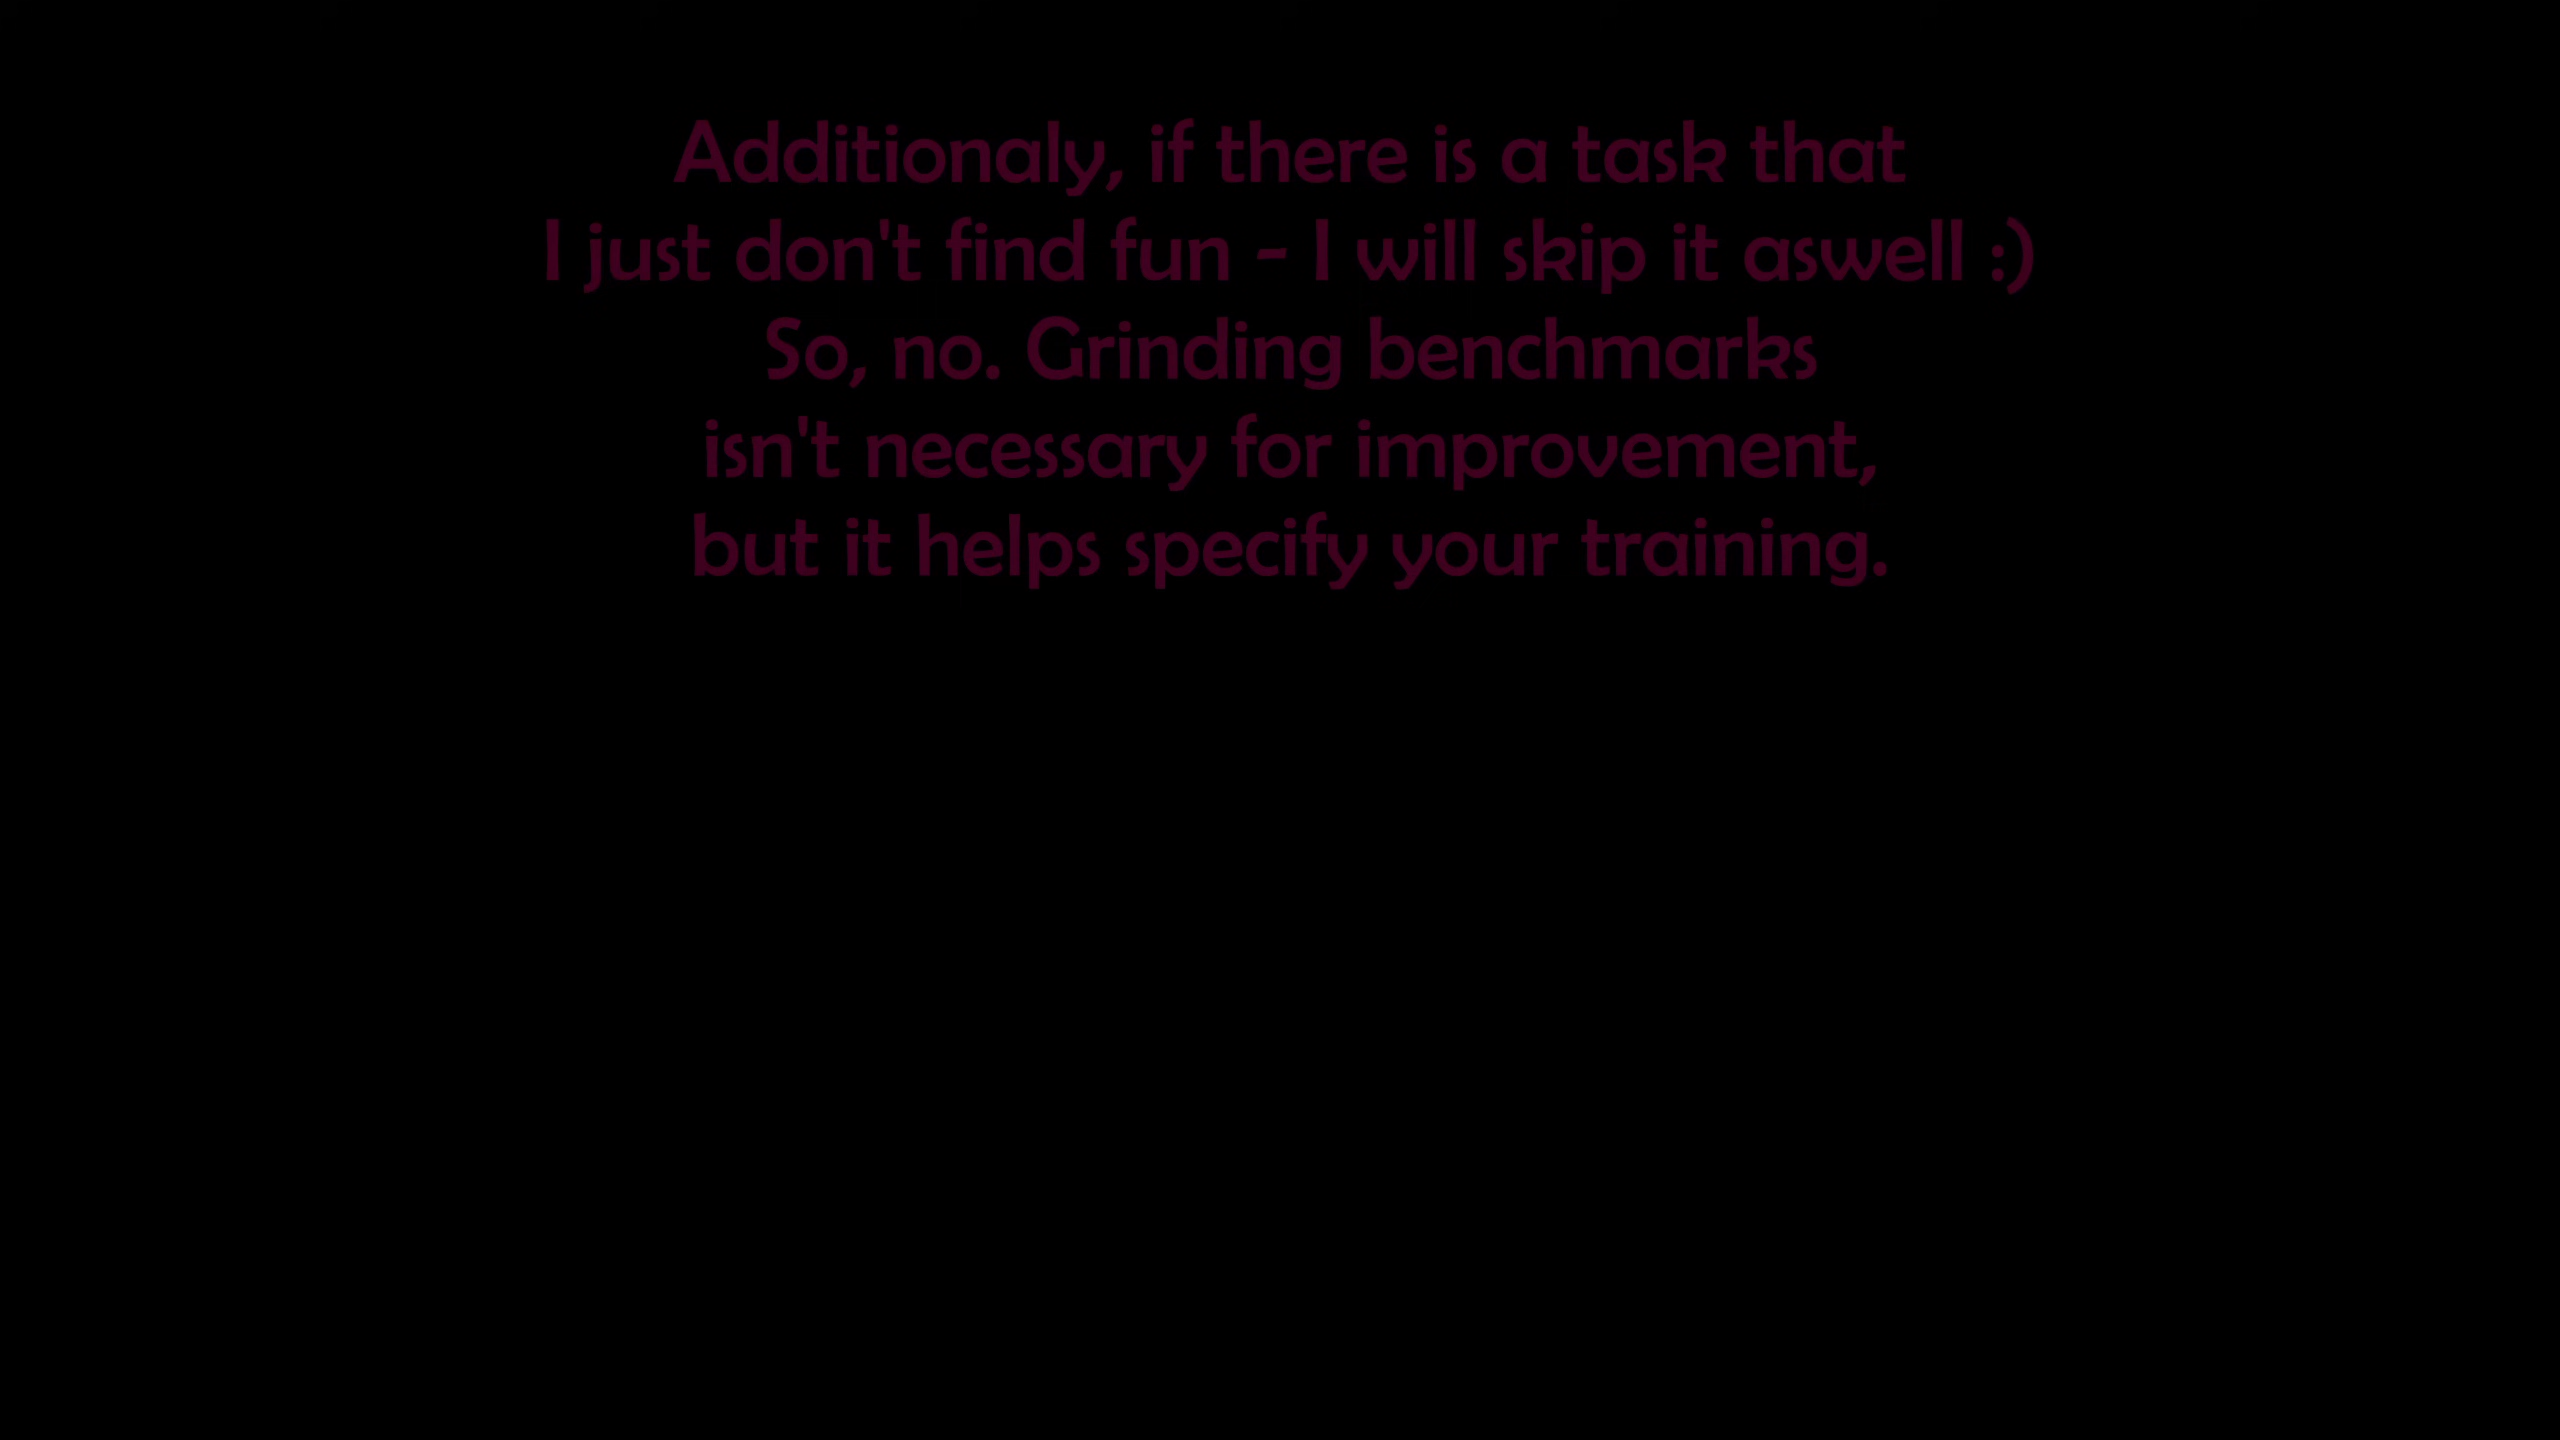 Additionaly, if there is a task that
I just don't find fun - I will skip it aswell :)
So, no. Grinding benchmarks
isn't necessary for improvement,
but it helps specify your training.